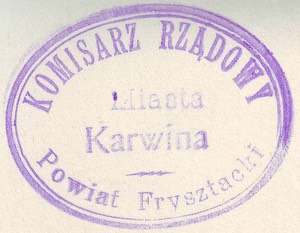 KOMISARZ RZĄDOWY
Miasta
Karwina
Powiat Frysztacki